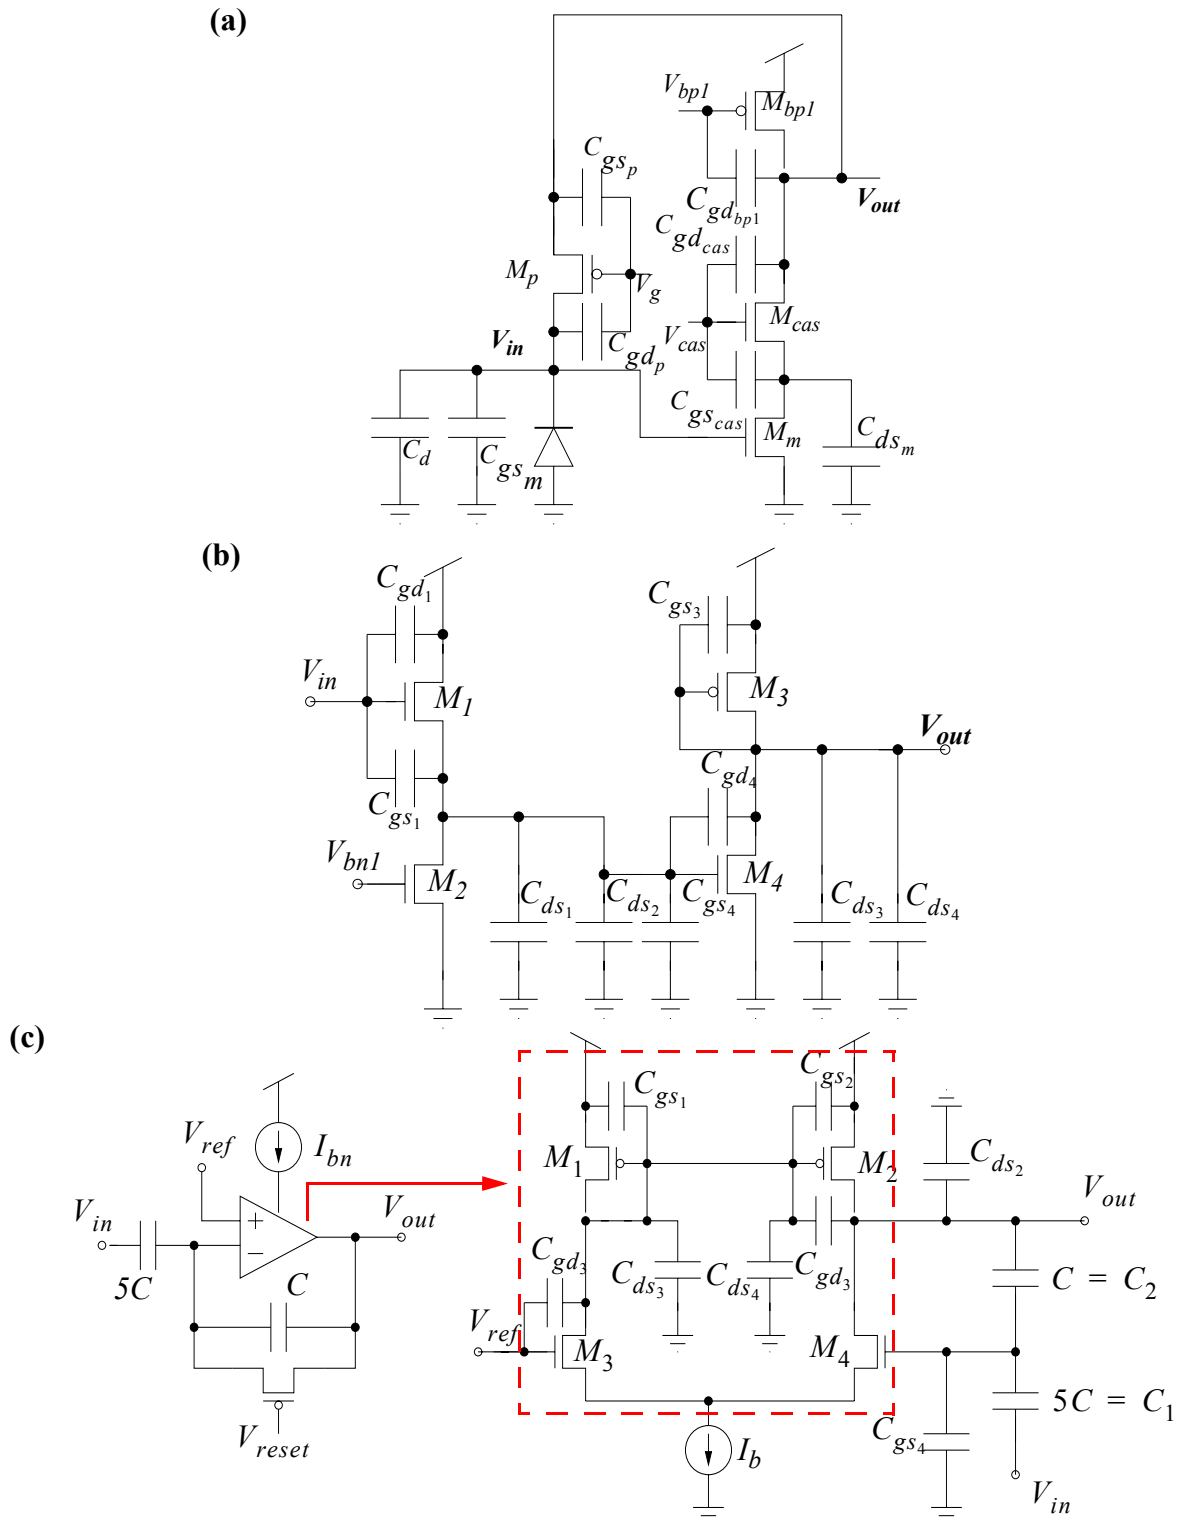 (a)
V_bp1
M_bp1
C_gs_p
C_gd_bp1
V_out
C_gd_cas
M_p
V_g
M_cas
V_cas
V_in
C_gd_p
C_gs_cas
M_m
C_ds_m
C_d
C_gs_m
(b)
C_gd_1
C_gs_3
V_in
M_1
M_3
V_out
C_gs_1
C_gd_4
V_bn1
M_2
M_4
C_ds_1
C_ds_2
C_gs_4
C_ds_3
C_ds_4
(c)
C_gs_1
C_gs_2
V_ref
I_bn
M_1
M_2
C_ds_2
V_in
V_out
V_out
+
−
5C
C
C_gd_3
C_ds_3
C_ds_4
C_gd_3
C = C_2
V_ref
M_3
M_4
5C = C_1
V_reset
I_b
C_gs_4
V_in